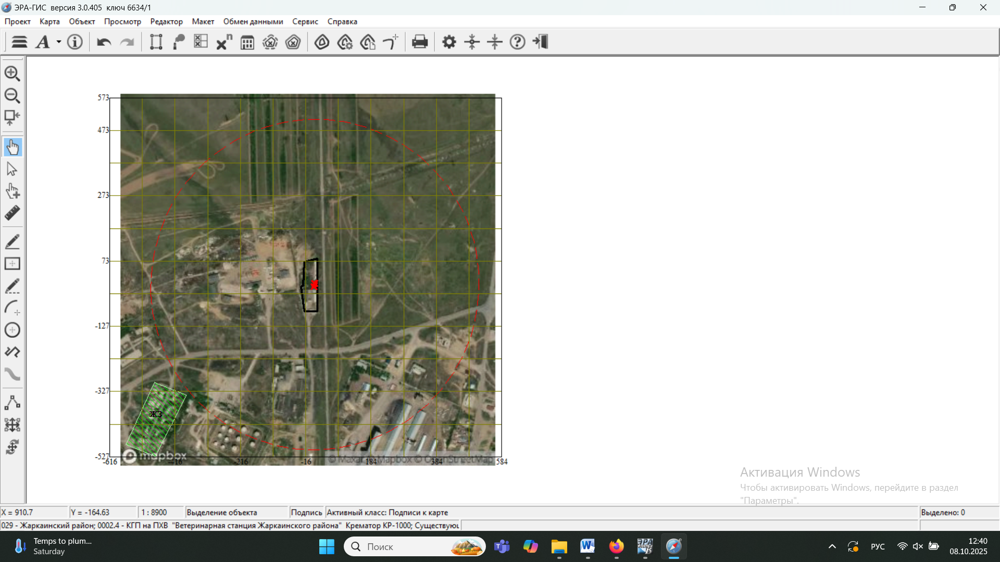 ЭРА-ГИС версия 3.0.405 ключ 6634/1
Проект Карта Объект Просмотр Редактор Макет Обмен данными Сервис Справка
573
473
273
73
-127
-327
-527
ЖЗ
mapbox
© Maxar © Mapbox © OpenStreetMap
-616 -416 -216 -16 184 384 584
Активация Windows
Чтобы активировать Windows, перейдите в раздел
"Параметры".
X = 910.7 Y = -164.63 1 : 8900 Выделение объекта Подпись Активный класс: Подписи к карте Выделено: 0
029 - Жаркаинский район; 0002.4 - КГП на ПХВ "Ветеринарная станция Жаркаинского района" Крематор КР-1000; Существую
Temps to plum...
Saturday
Поиск
РУС
12:40
08.10.2025